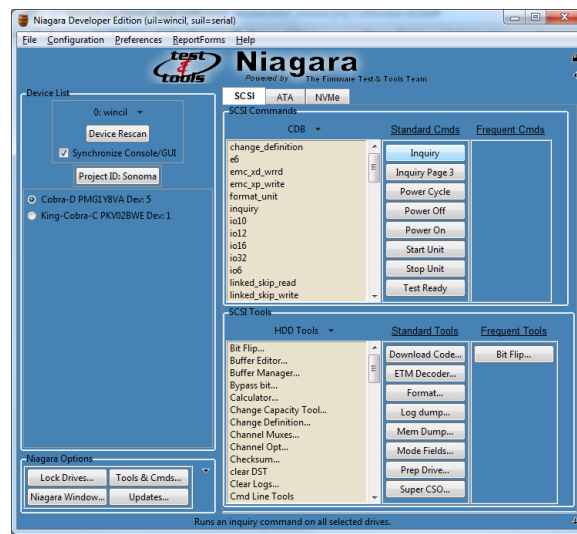 Niagara Developer Edition (uil=wincil, suil=serial)
File Configuration Preferences ReportForms Help
test & tools
Niagara
Powered by The Firmware Test & Tools Team
Device List
0: wincil
Device Rescan
Synchronize Console/GUI
Project ID: Sonoma
Cobra-D PMG1Y8VA Dev: 5
King-Cobra-C PKV02BWE Dev: 1
Niagara Options
Lock Drives... Tools & Cmds...
Niagara Window... Updates...
SCSI ATA NVMe
SCSI Commands
CDB
change_definition
e6
emc_xd_wrrd
emc_xp_write
format_unit
inquiry
io10
io12
io16
io32
io6
linked_skip_read
linked_skip_write
Standard Cmds
Inquiry
Inquiry Page 3
Power Cycle
Power Off
Power On
Start Unit
Stop Unit
Test Ready
Frequent Cmds
SCSI Tools
HDD Tools
Bit Flip...
Buffer Editor...
Buffer Manager...
Bypass bit...
Calculator...
Change Capacity Tool...
Change Definition...
Channel Muxes...
Channel Opt...
Checksum...
clear DST
Clear Logs...
Cmd Line Tools
Standard Tools
Download Code...
ETM Decoder...
Format...
Log dump...
Mem Dump...
Mode Fields...
Prep Drive...
Super CSO...
Frequent Tools
Bit Flip...
Runs an inquiry command on all selected drives.